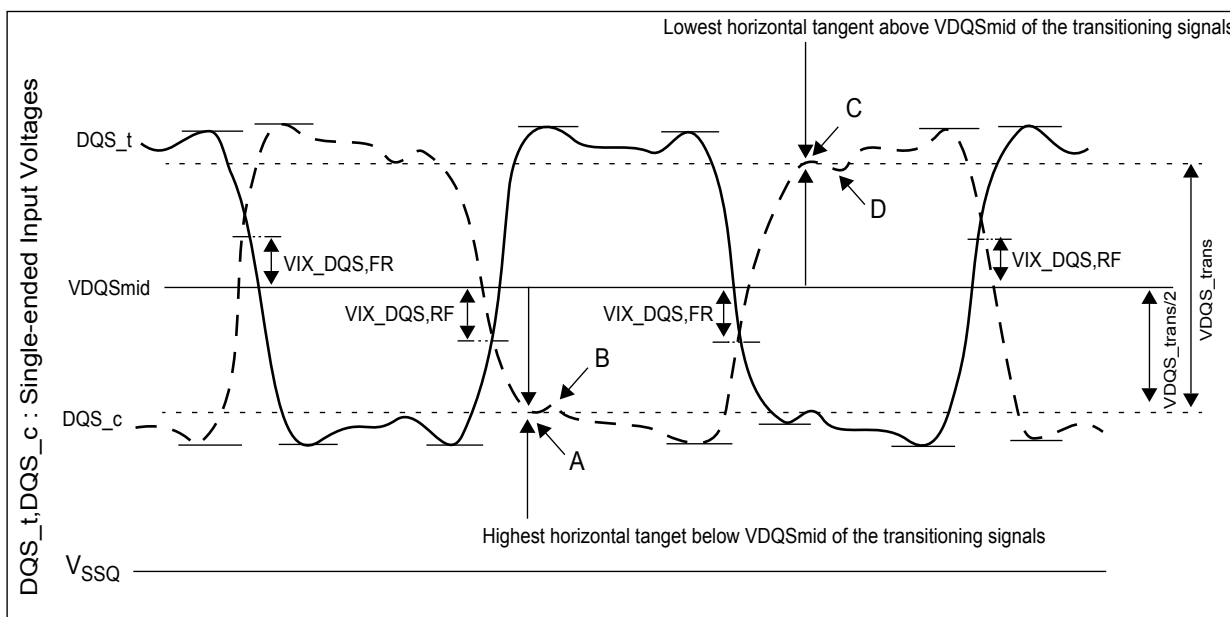 Lowest horizontal tangent above VDQSmid of the transitioning signals
DQS_t,DQS_c : Single-ended Input Voltages
DQS_t
C
D
VIX_DQS,FR
VIX_DQS,RF
VDQSmid
VIX_DQS,RF
VIX_DQS,FR
VDQS_trans/2
VDQS_trans
B
DQS_c
A
Highest horizontal tanget below VDQSmid of the transitioning signals
VSSQ